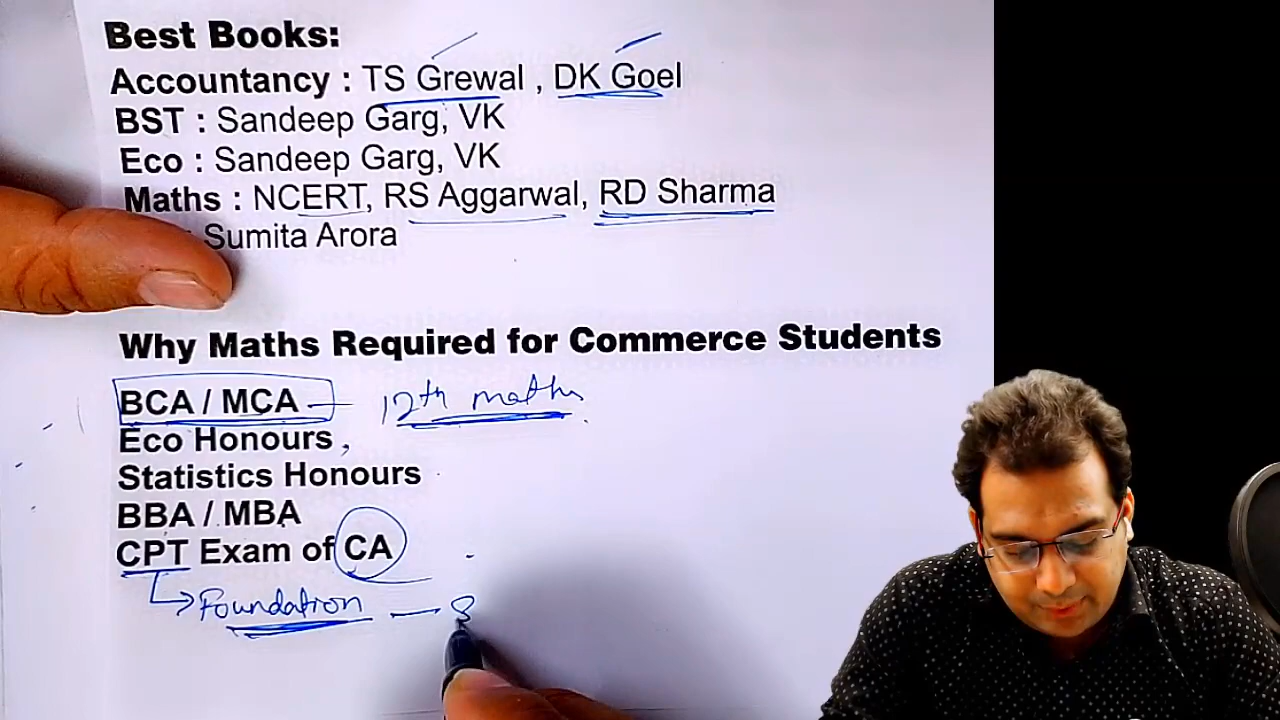 Best Books:
Accountancy : TS Grewal , DK Goel
BST : Sandeep Garg, VK
Eco : Sandeep Garg, VK
Maths : NCERT, RS Aggarwal, RD Sharma
Sumita Arora
Why Maths Required for Commerce Students
BCA / MCA — 12th maths
Eco Honours ,
Statistics Honours
BBA / MBA
CPT Exam of CA
Foundation —